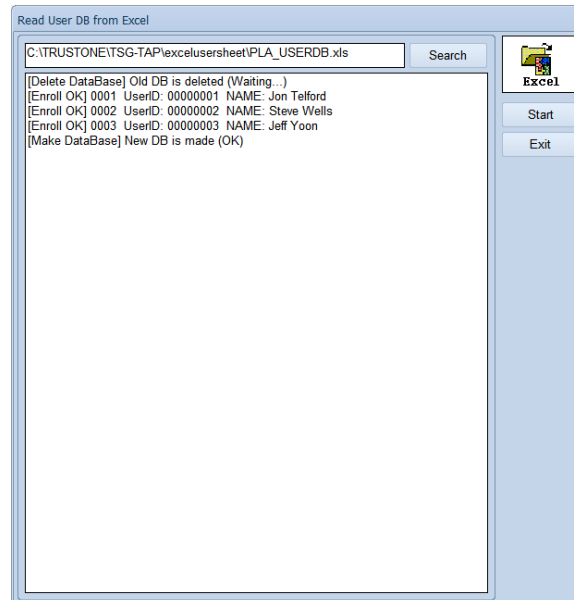 Read User DB from Excel
C:\TRUSTONE\TSG-TAP\excelusersheet\PLA_USERDB.xls
Search
Excel
[Delete DataBase] Old DB is deleted (Waiting...)
[Enroll OK] 0001 UserID: 00000001 NAME: Jon Telford
[Enroll OK] 0002 UserID: 00000002 NAME: Steve Wells
[Enroll OK] 0003 UserID: 00000003 NAME: Jeff Yoon
[Make DataBase] New DB is made (OK)
Start
Exit